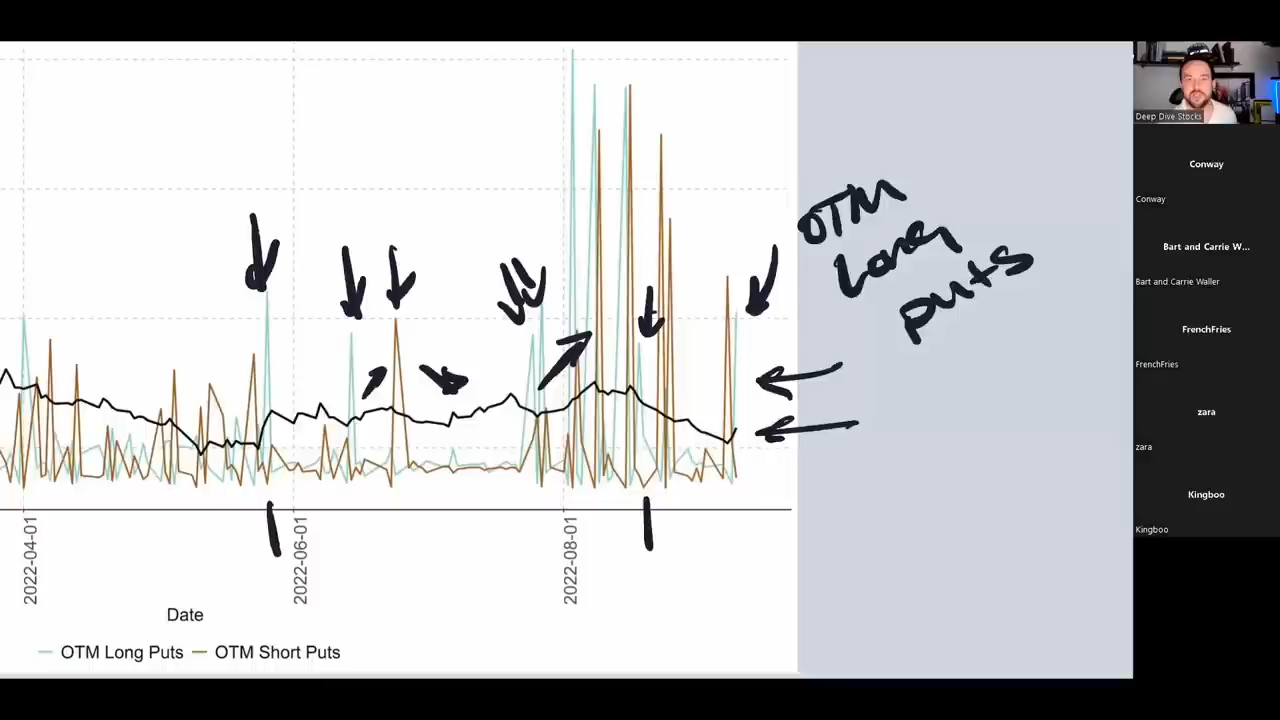 OTM
Long
puts
2022-04-01
2022-06-01
2022-08-01
Date
OTM Long Puts
OTM Short Puts
Deep Dive Stocks
Conway
Conway
Bart and Carrie W...
Bart and Carrie Waller
FrenchFries
FrenchFries
zara
zara
Kingboo
Kingboo